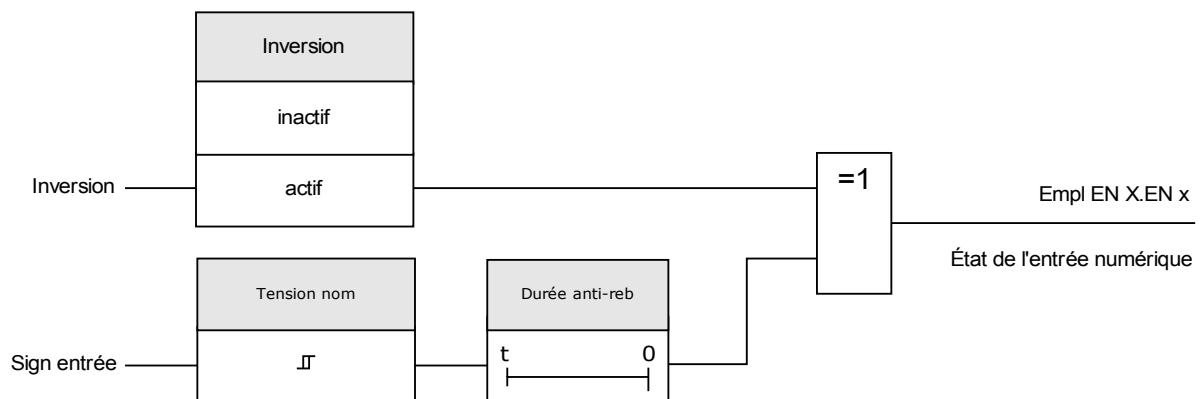 Inversion
inactif
Inversion
actif
=1
Empl EN X.EN x
État de l'entrée numérique
Tension nom
Durée anti-reb
Sign entrée
t
0